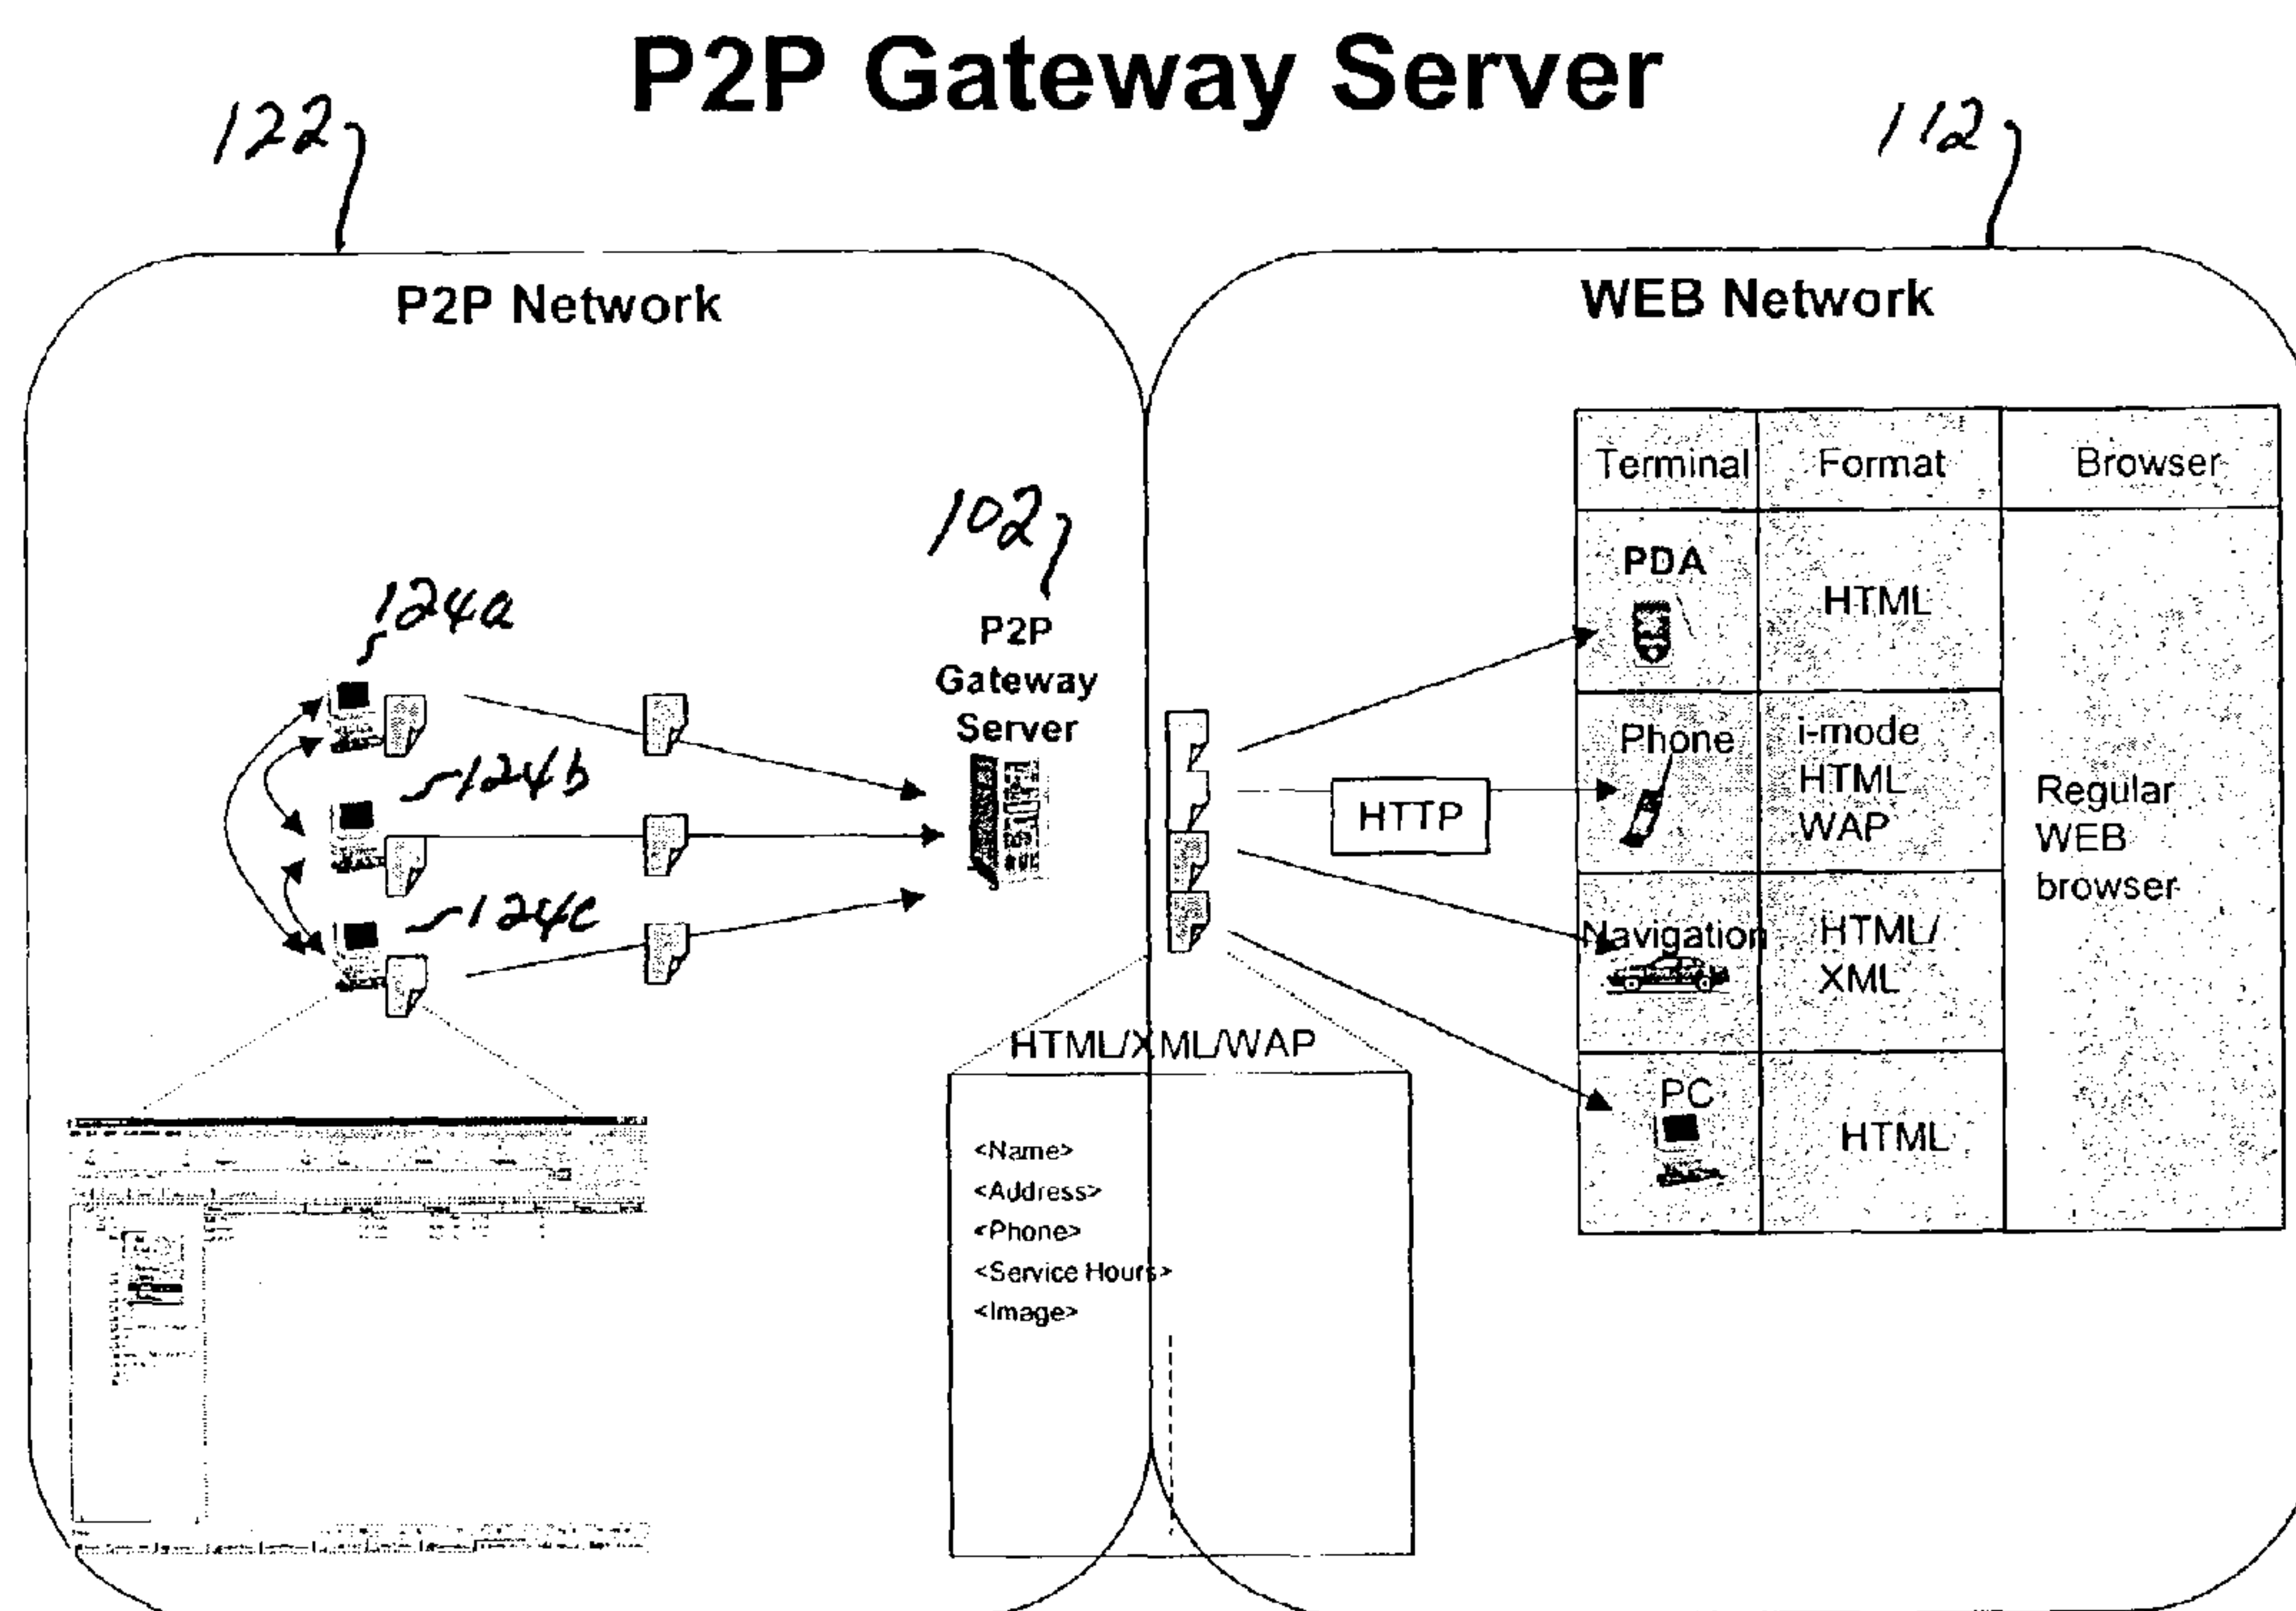 P2P Gateway Server
122
112
P2P Network
WEB Network
102
P2P
Gateway
Server
124a
124b
124c
HTTP
HTML/XML/WAP
<Name>
<Address>
<Phone>
<Service Hours>
<Image>
Terminal Format Browser
PDA
HTML
Phone
i-mode
HTML
WAP
Navigation
HTML/
XML
PC
HTML
Regular
WEB
browser